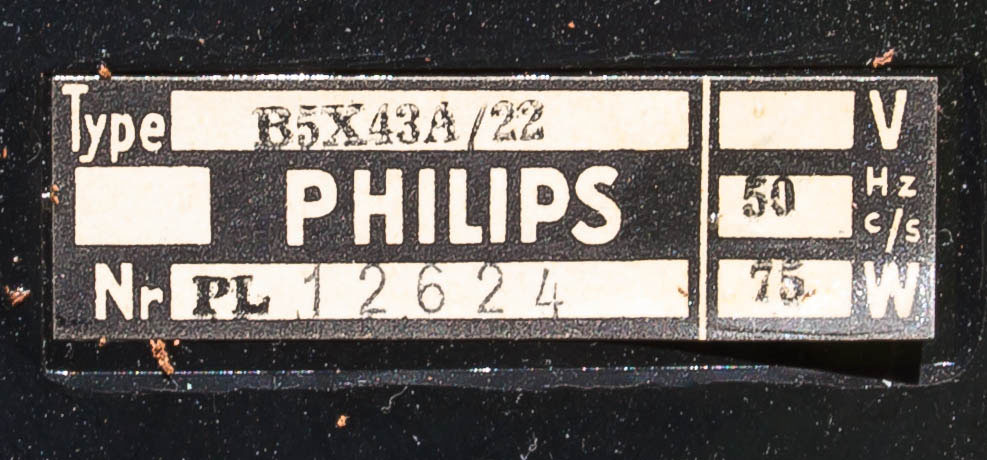 Type B5X43A/22 V
PHILIPS 50 Hz c/s
Nr PL 12624 75 W